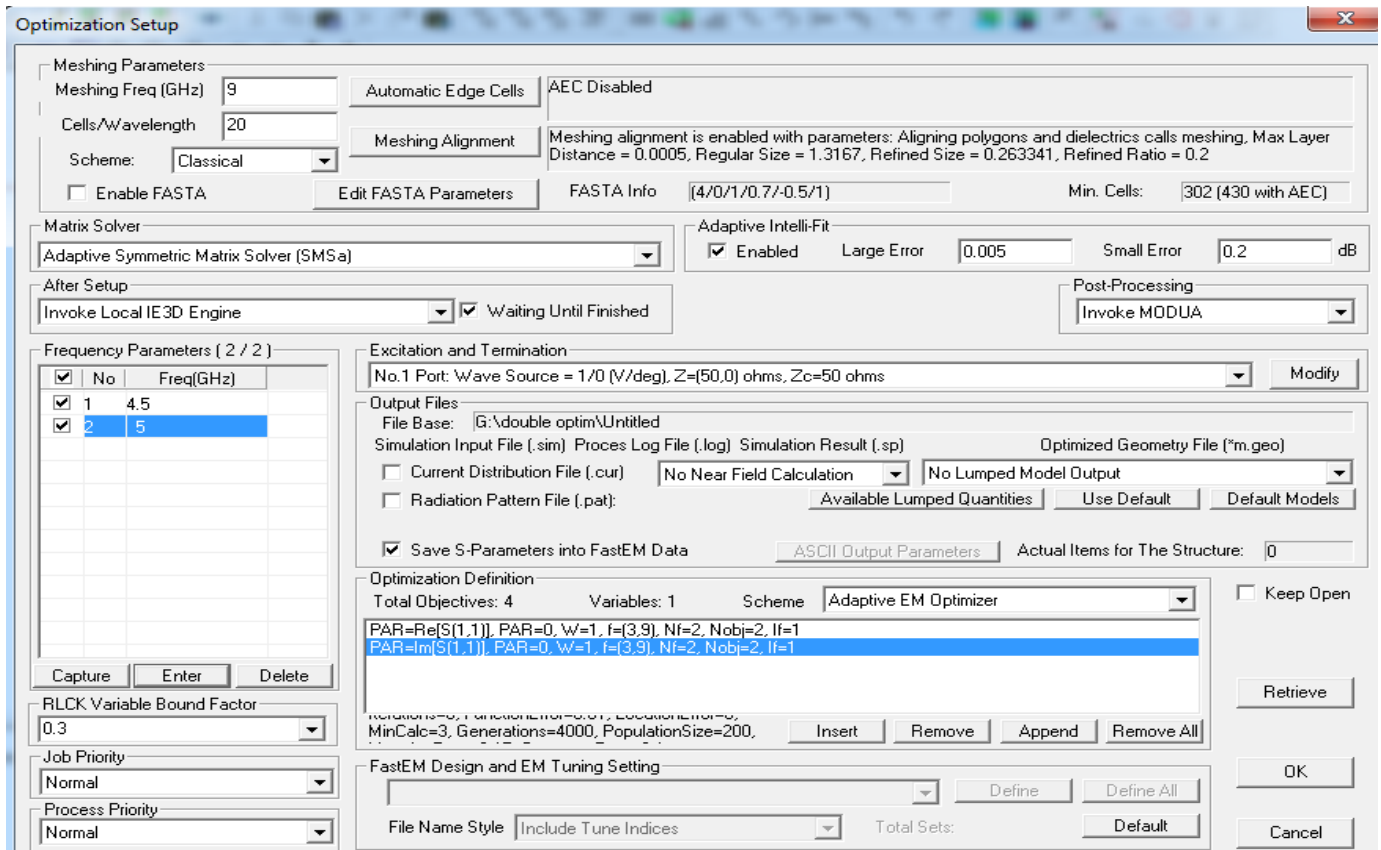 Optimization Setup
Meshing Parameters
Meshing Freq (GHz) 9 Automatic Edge Cells AEC Disabled
Cells/Wavelength 20
Meshing Alignment Meshing alignment is enabled with parameters: Aligning polygons and dielectrics calls meshing, Max Layer
Distance = 0.0005, Regular Size = 1.3167, Refined Size = 0.263341, Refined Ratio = 0.2
Scheme: Classical
Enable FASTA Edit FASTA Parameters FASTA Info (4/0/1/0.7/-0.5/1) Min. Cells: 302 (430 with AEC)
Matrix Solver
Adaptive Symmetric Matrix Solver (SMSa)
Adaptive Intelli-Fit
Enabled Large Error 0.005 Small Error 0.2 dB
After Setup
Invoke Local IE3D Engine Waiting Until Finished
Post-Processing
Invoke MODUA
Frequency Parameters ( 2 / 2 )
No Freq(GHz)
1 4.5
2 5
Capture Enter Delete
Excitation and Termination
No.1 Port: Wave Source = 1/0 (V/deg), Z=(50,0) ohms, Zc=50 ohms Modify
Output Files
File Base: G:\double optim\Untitled
Simulation Input File (.sim) Proces Log File (.log) Simulation Result (.sp) Optimized Geometry File (*m.geo)
Current Distribution File (.cur) No Near Field Calculation No Lumped Model Output
Radiation Pattern File (.pat): Available Lumped Quantities Use Default Default Models
Save S-Parameters into FastEM Data ASCII Output Parameters Actual Items for The Structure: 0
Optimization Definition
Total Objectives: 4 Variables: 1 Scheme Adaptive EM Optimizer
PAR=Re[S(1,1)], PAR=0, W=1, f=(3,9), Nf=2, Nobj=2, If=1
PAR=Im[S(1,1)], PAR=0, W=1, f=(3,9), Nf=2, Nobj=2, If=1
MinCalc=3, Generations=4000, PopulationSize=200, Insert Remove Append Remove All
Keep Open
Retrieve
OK
Cancel
RLCK Variable Bound Factor
0.3
Job Priority
Normal
Process Priority
Normal
FastEM Design and EM Tuning Setting
Define Define All
File Name Style Include Tune Indices Total Sets: Default